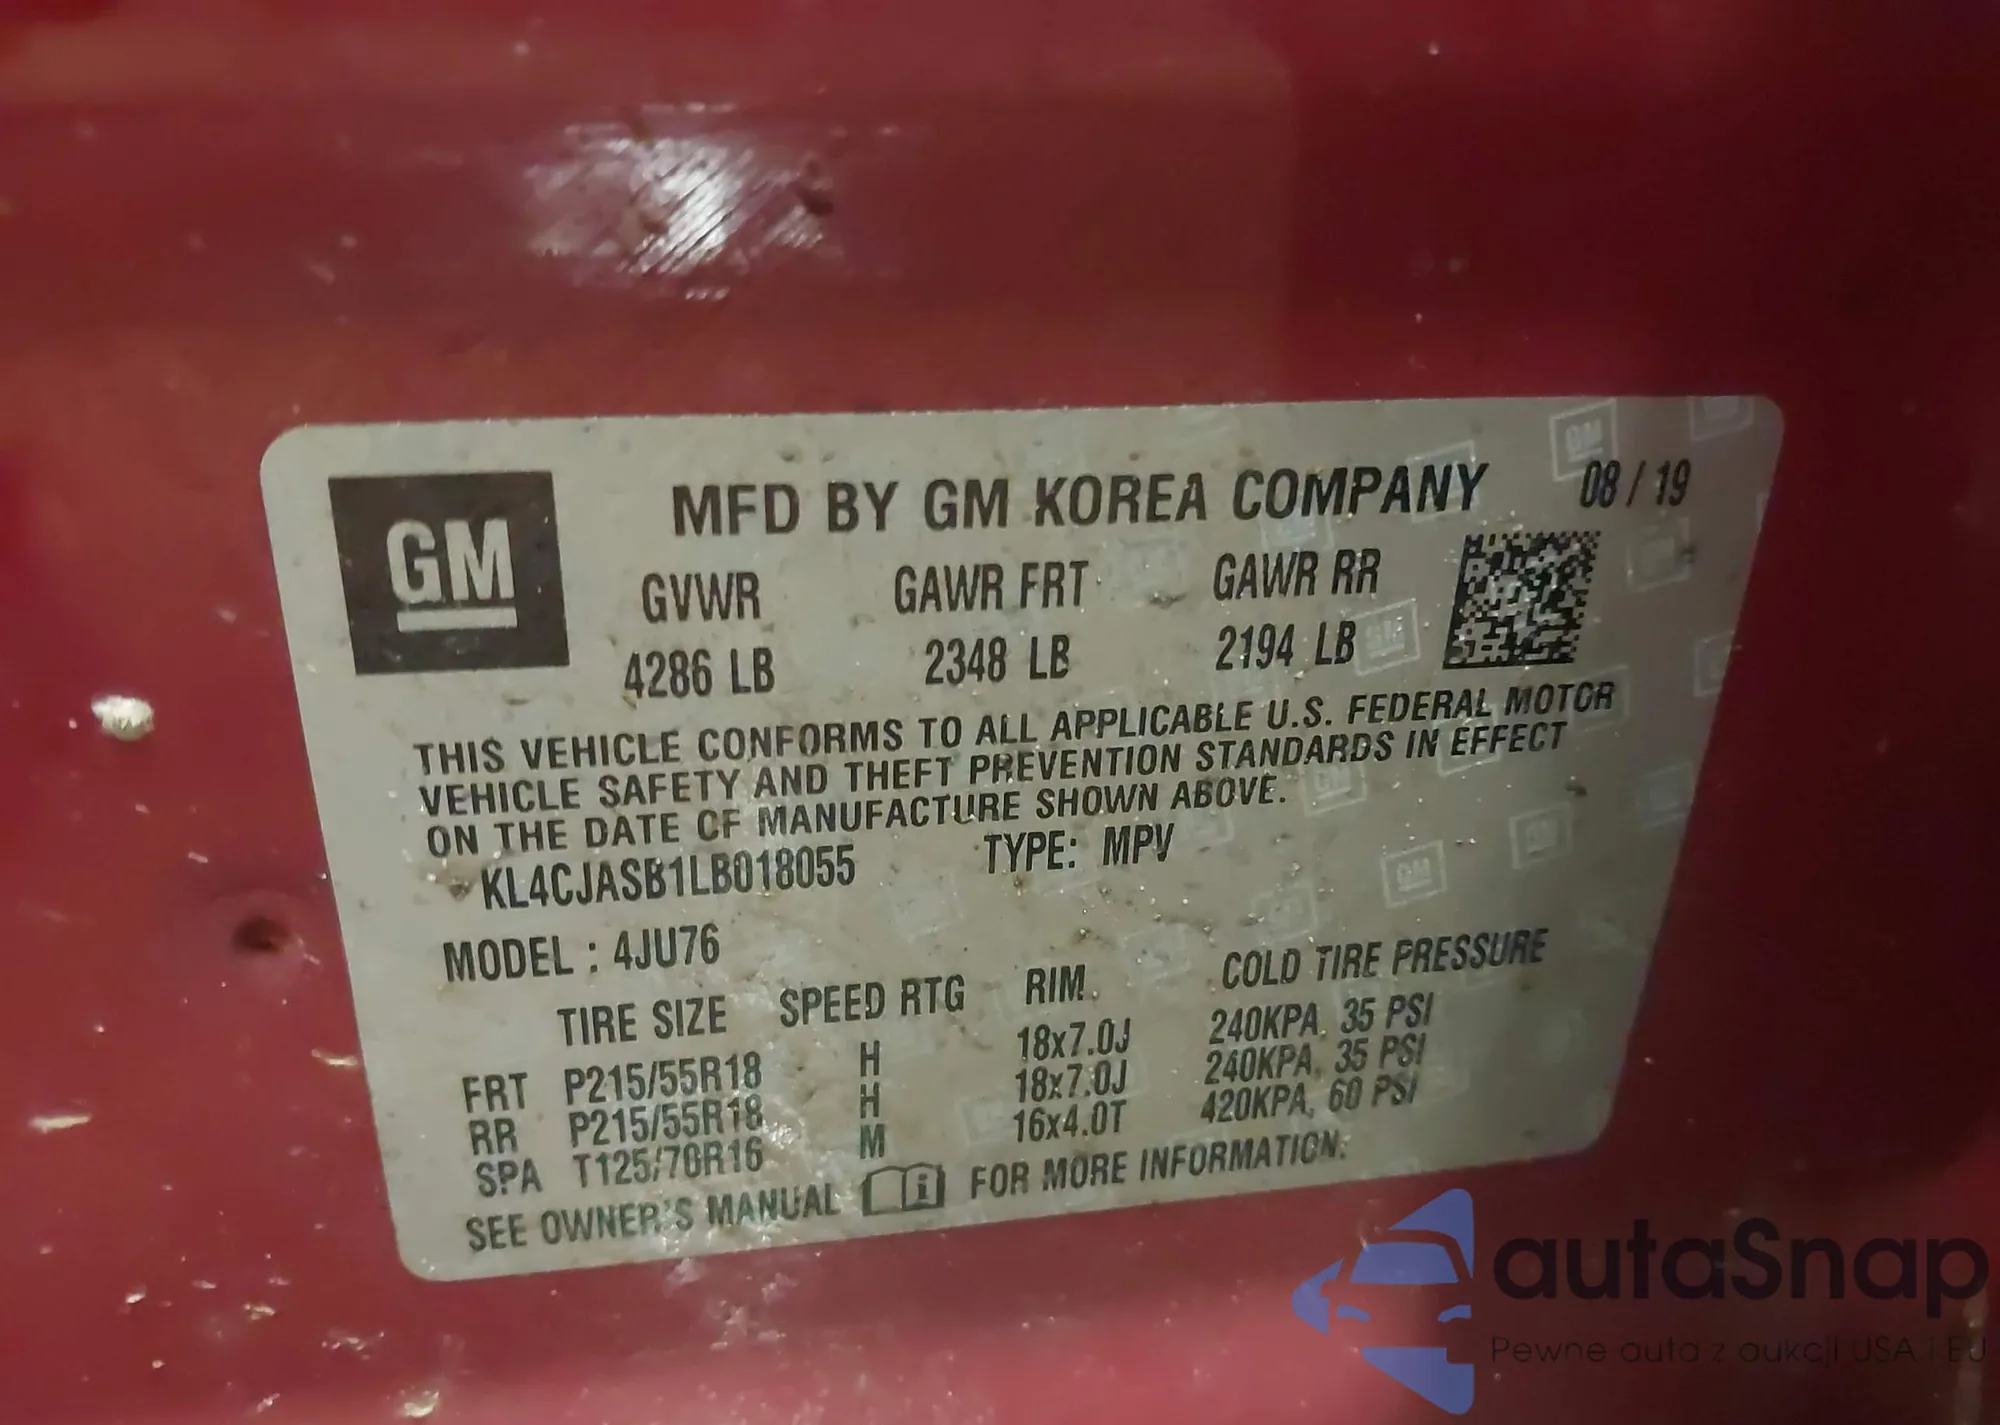 GM
MFD BY GM KOREA COMPANY 08 / 19
GVWR GAWR FRT GAWR RR
4286 LB 2348 LB 2194 LB
THIS VEHICLE CONFORMS TO ALL APPLICABLE U.S. FEDERAL MOTOR
VEHICLE SAFETY AND THEFT PREVENTION STANDARDS IN EFFECT
ON THE DATE OF MANUFACTURE SHOWN ABOVE.
KL4CJASB1LB018055 TYPE: MPV
MODEL : 4JU76
TIRE SIZE SPEED RTG RIM COLD TIRE PRESSURE
FRT P215/55R18 H 18x7.0J 240KPA, 35 PSI
RR P215/55R18 H 18x7.0J 240KPA, 35 PSI
SPA T125/70R16 M 16x4.0T 420KPA, 60 PSI
SEE OWNER'S MANUAL FOR MORE INFORMATION.
autaSnap
Pewne auta z aukcji USA i EU